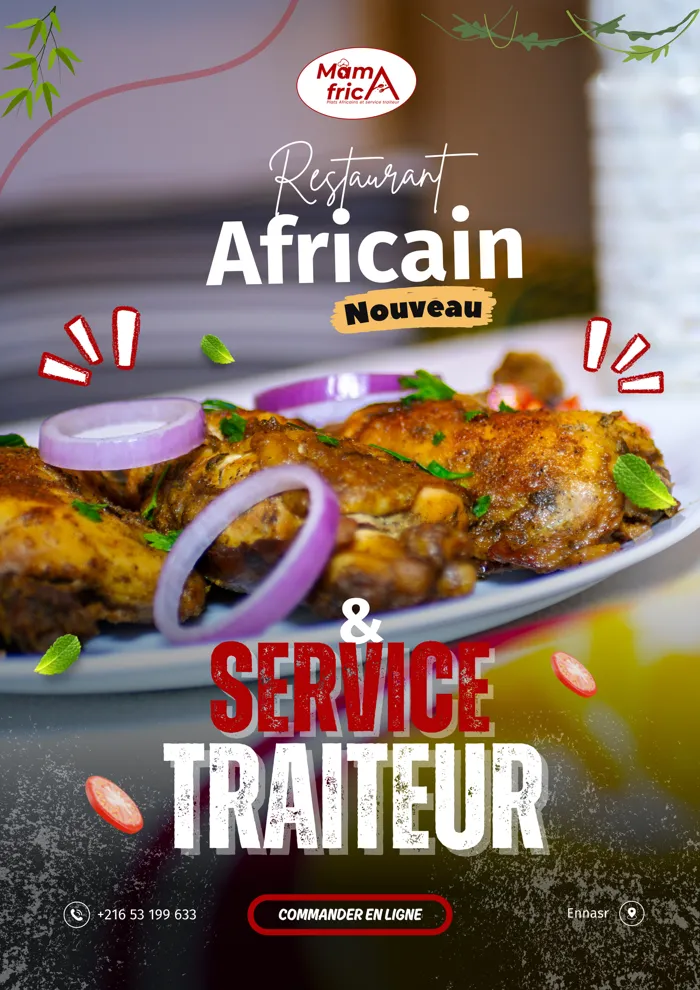 Mam A
fric
Plats Africains et service traiteur
Restaurant
Africain
Nouveau
&
SERVICE
TRAITEUR
+216 53 199 633
COMMANDER EN LIGNE
Ennasr